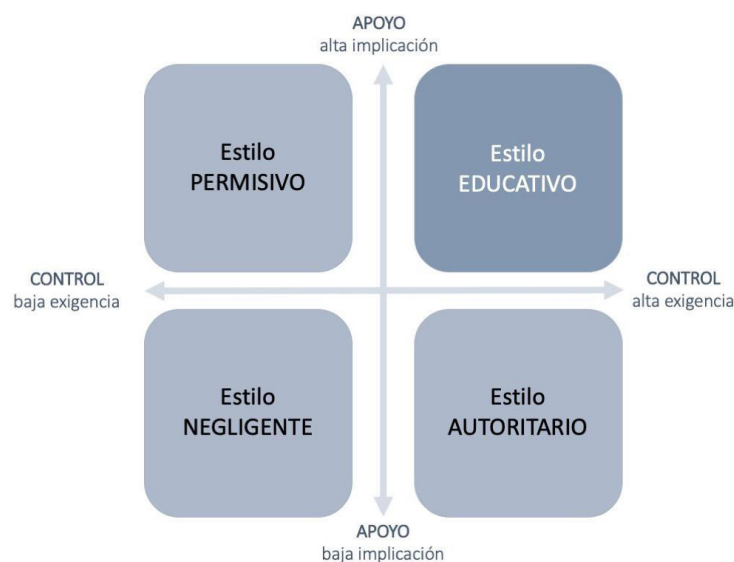 APOYO
alta implicación
Estilo
PERMISIVO
Estilo
EDUCATIVO
CONTROL
baja exigencia
CONTROL
alta exigencia
Estilo
NEGLIGENTE
Estilo
AUTORITARIO
APOYO
baja implicación